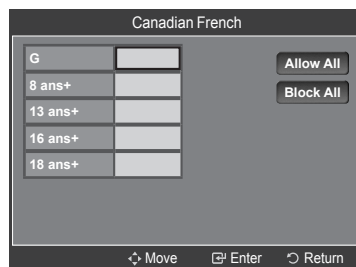 Canadian French
G
8 ans+
13 ans+
16 ans+
18 ans+
Allow All
Block All
Move Enter Return